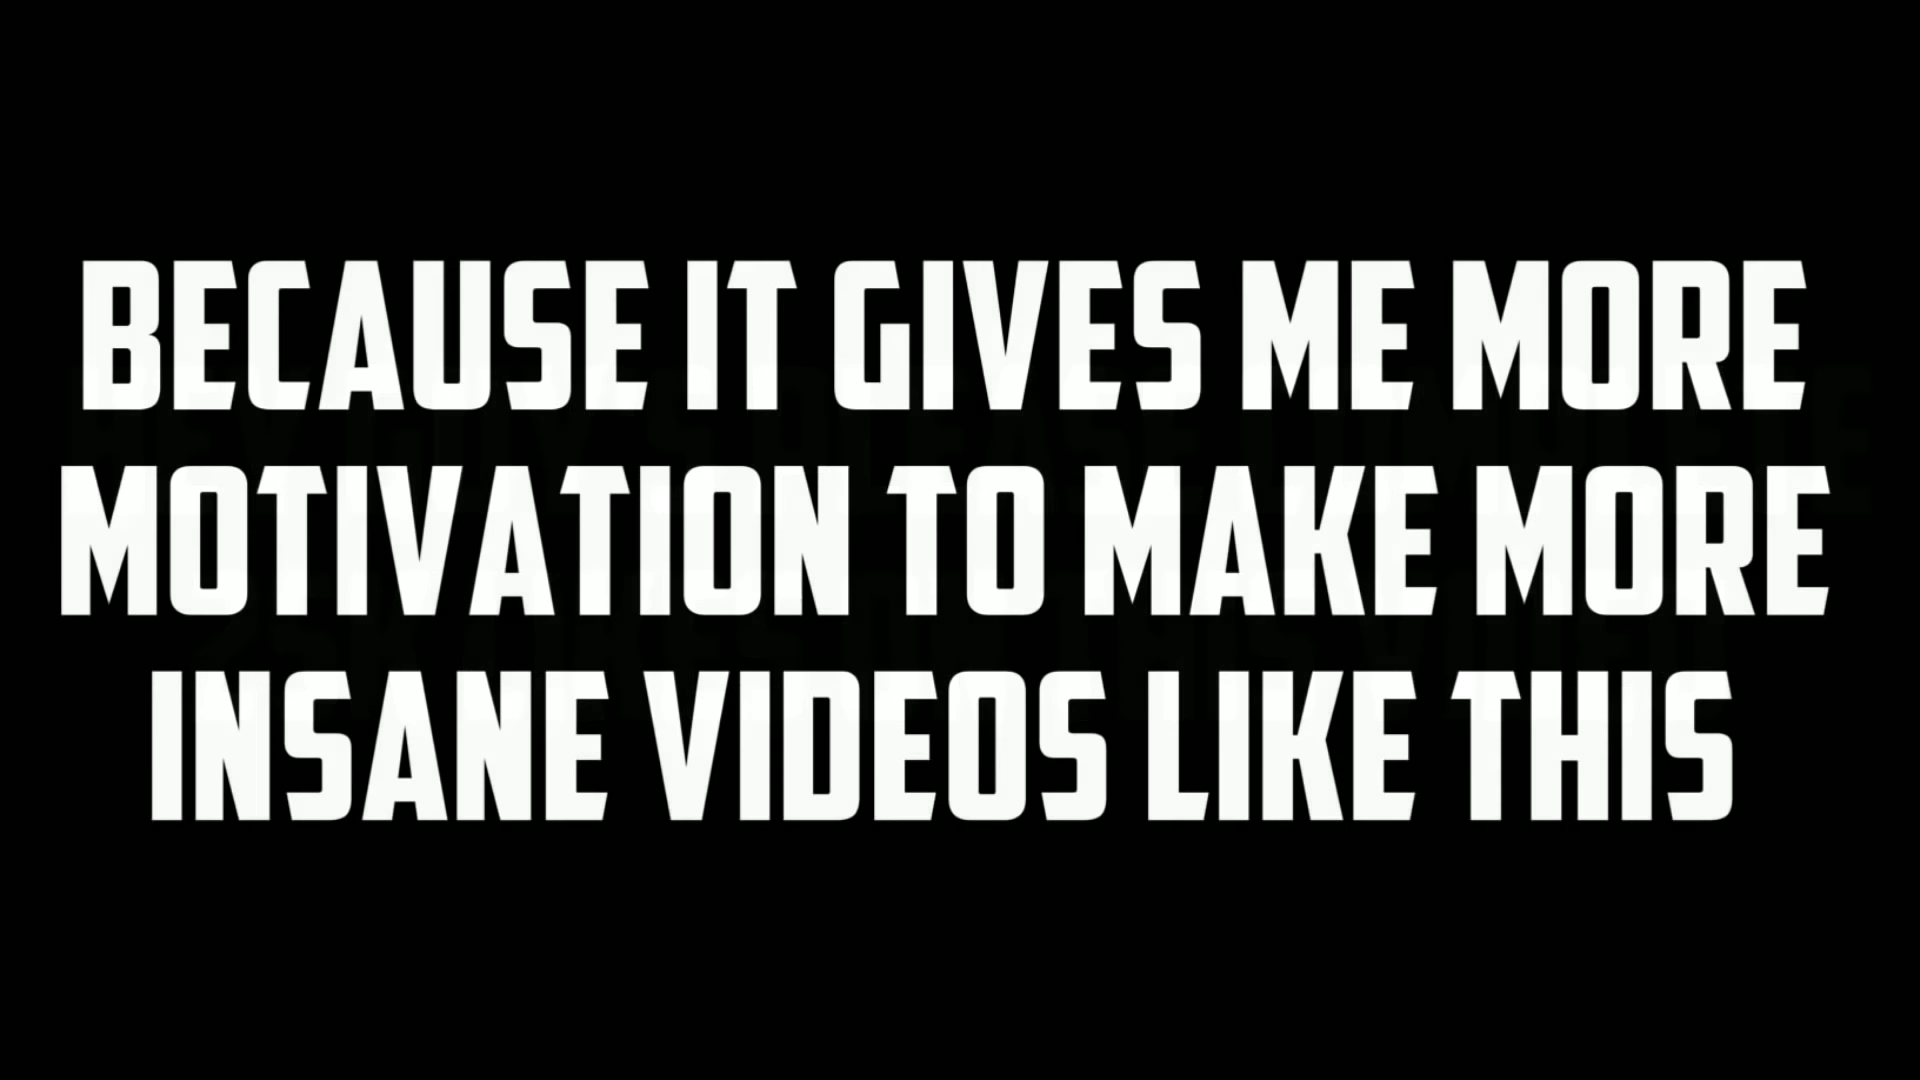 BECAUSE IT GIVES ME MORE
MOTIVATION TO MAKE MORE
INSANE VIDEOS LIKE THIS